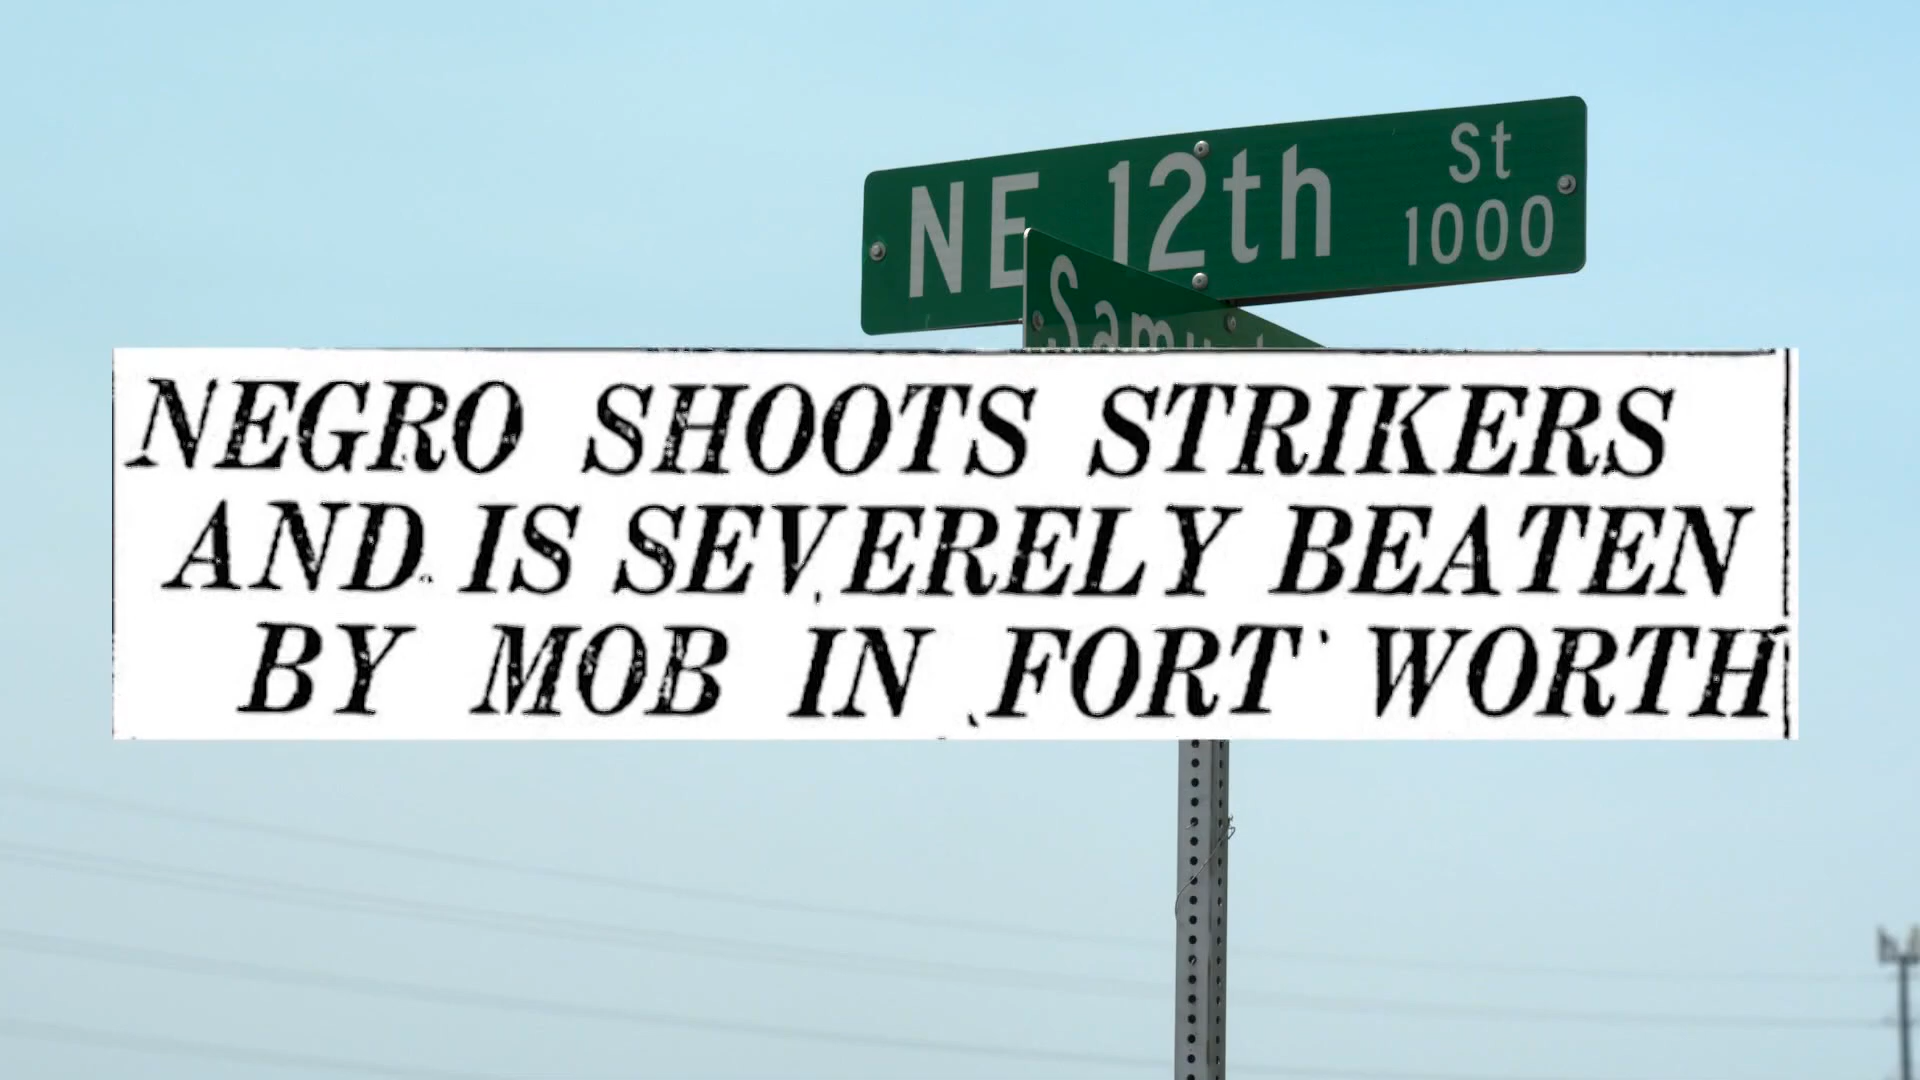 NE 12th St
1000
NEGRO SHOOTS STRIKERS
AND IS SEVERELY BEATEN
BY MOB IN FORT WORTH